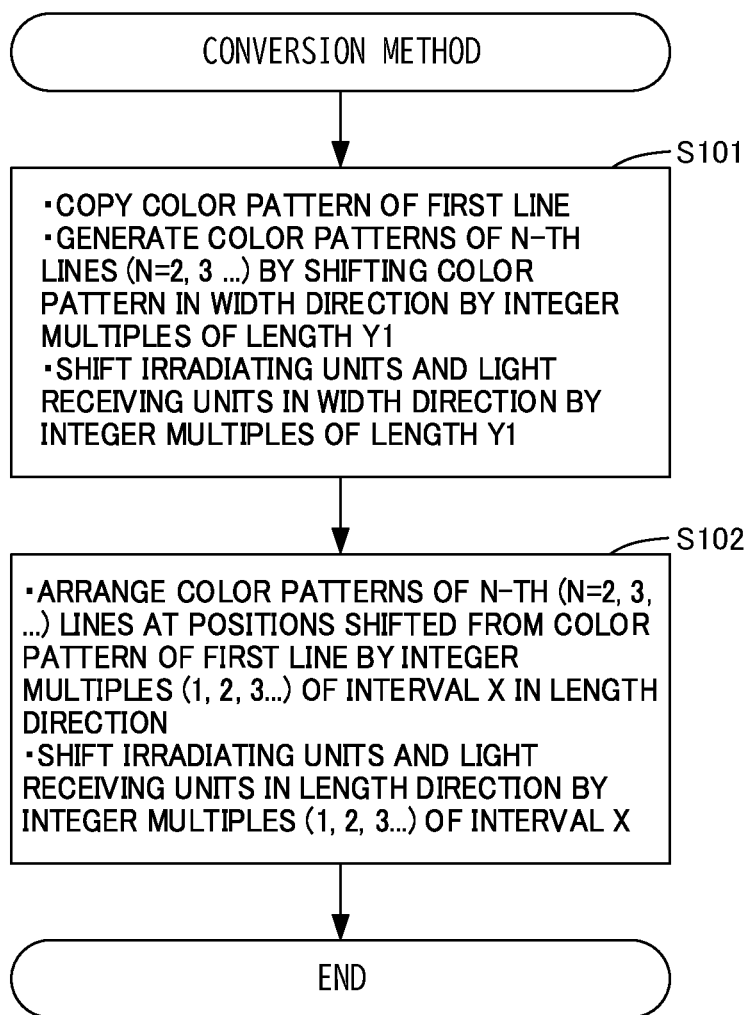 CONVERSION METHOD
S101
・COPY COLOR PATTERN OF FIRST LINE
・GENERATE COLOR PATTERNS OF N-TH
LINES (N=2, 3 ...) BY SHIFTING COLOR
PATTERN IN WIDTH DIRECTION BY INTEGER
MULTIPLES OF LENGTH Y1
・SHIFT IRRADIATING UNITS AND LIGHT
RECEIVING UNITS IN WIDTH DIRECTION BY
INTEGER MULTIPLES OF LENGTH Y1
S102
・ARRANGE COLOR PATTERNS OF N-TH (N=2, 3,
...) LINES AT POSITIONS SHIFTED FROM COLOR
PATTERN OF FIRST LINE BY INTEGER
MULTIPLES (1, 2, 3...) OF INTERVAL X IN LENGTH
DIRECTION
・SHIFT IRRADIATING UNITS AND LIGHT
RECEIVING UNITS IN LENGTH DIRECTION BY
INTEGER MULTIPLES (1, 2, 3...) OF INTERVAL X
END